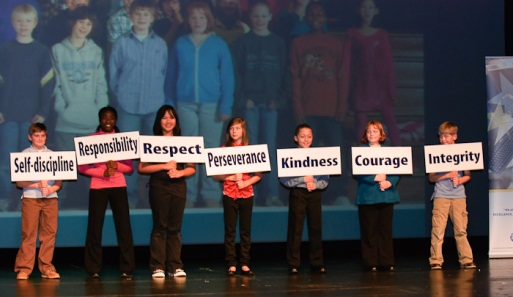 Self-discipline
Responsibility
Respect
Perseverance
Kindness
Courage
Integrity